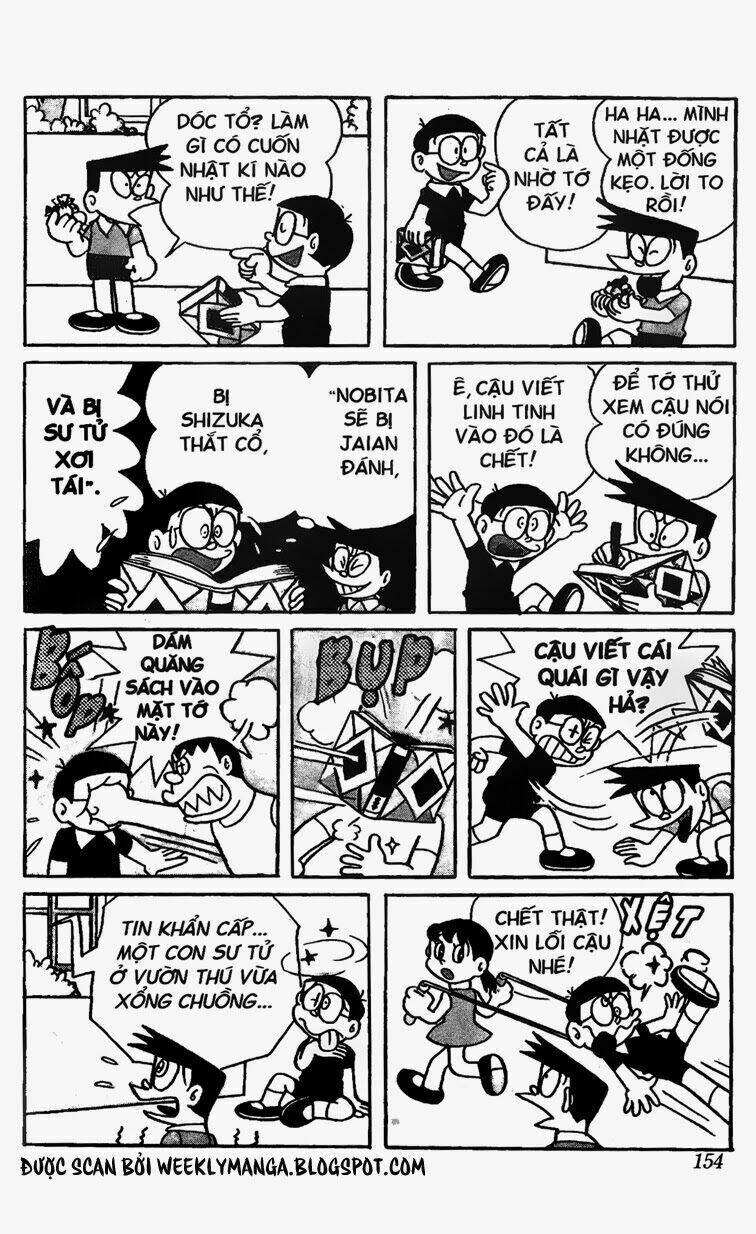 HA HA... MÌNH
NHẶT ĐƯỢC
MỘT ĐỐNG
KẸO. LỜI TO
RỒI!
TẤT
CẢ LÀ
NHỜ TỚ
ĐẤY!
DÓC TỔ? LÀM
GÌ CÓ CUỐN
NHẬT KÍ NÀO
NHƯ THẾ!
ĐỂ TỚ THỬ
XEM CẬU NÓI
CÓ ĐÚNG
KHÔNG...
Ê, CẬU VIẾT
LINH TINH
VÀO ĐÓ LÀ
CHẾT!
"NOBITA
SẼ BỊ
JAIAN
ĐÁNH,
BỊ
SHIZUKA
THẮT CỔ,
VÀ BỊ
SƯ TỬ
XƠI
TÁI".
CẬU VIẾT CÁI
QUÁI GÌ VẬY
HẢ?
BỤP
DÁM
QUĂNG
SÁCH VÀO
MẶT TỚ
NÀY!
BỐP
CHẾT THẬT!
XIN LỖI CẬU
NHÉ!
XỆT
TIN KHẨN CẤP...
MỘT CON SƯ TỬ
Ở VƯỜN THÚ VỪA
XỔNG CHUỒNG...
ĐƯỢC SCAN BỞI WEEKLYMANGA.BLOGSPOT.COM
154